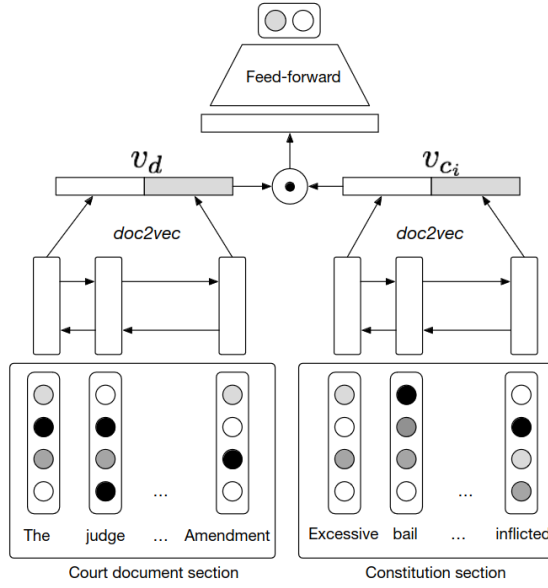 Feed-forward
v_d
v_{c_i}
doc2vec
doc2vec
The judge ... Amendment
Excessive bail ... inflicted
Court document section
Constitution section